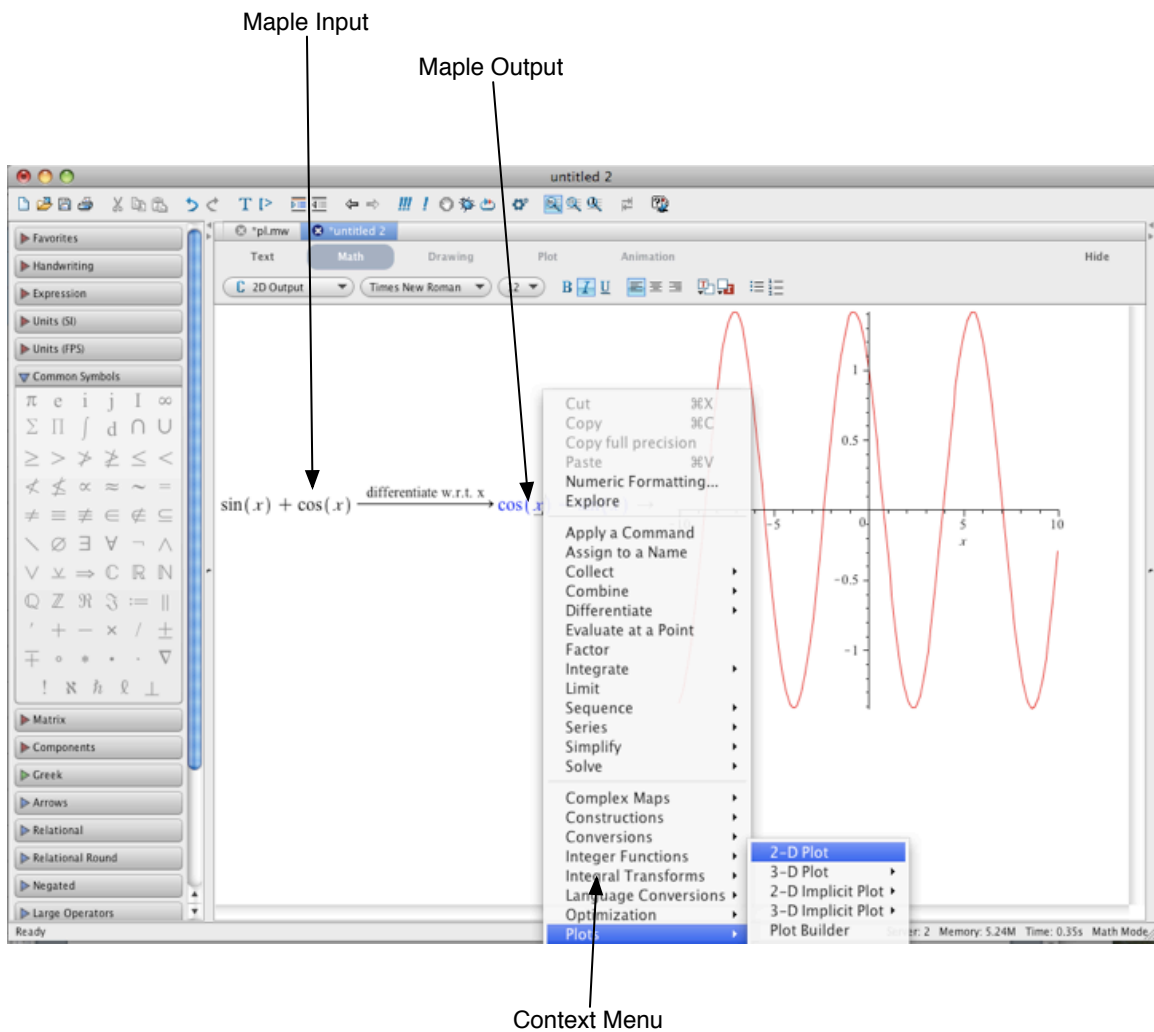 Maple Input
Maple Output
untitled 2
*pl.mw
*untitled 2
Text Math Drawing Plot Animation Hide
C 2D Output Times New Roman B I U
Favorites
Handwriting
Expression
Units (SI)
Units (FPS)
Common Symbols
π e i j I ∞
Σ Π ∫ d ∩ ∪
≥ > ≯ ≱ ≤ <
≮ ≰ ∝ ≈ ~ =
≠ ≡ ≢ ∈ ∉ ⊆
\ ∅ ∃ ∀ ¬ ∧
∨ ⊻ ⇒ ℂ ℝ ℕ
ℚ ℤ ℜ ℑ := ||
′ + − × / ±
∓ ∘ * • · ∇
! ℵ ℏ ℓ ⊥
Matrix
Components
Greek
Arrows
Relational
Relational Round
Negated
Large Operators
sin(x) + cos(x)
differentiate w.r.t. x
cos(x)
Cut ⌘X
Copy ⌘C
Copy full precision
Paste ⌘V
Numeric Formatting...
Explore
Apply a Command
Assign to a Name
Collect
Combine
Differentiate
Evaluate at a Point
Factor
Integrate
Limit
Sequence
Series
Simplify
Solve
Complex Maps
Constructions
Conversions
Integer Functions
Integral Transforms
Language Conversions
Optimization
Plots
2-D Plot
3-D Plot
2-D Implicit Plot
3-D Implicit Plot
Plot Builder
1
0.5
-5 0 5 10
x
-0.5
-1
Ready
2 Memory: 5.24M Time: 0.35s Math Mode
Context Menu